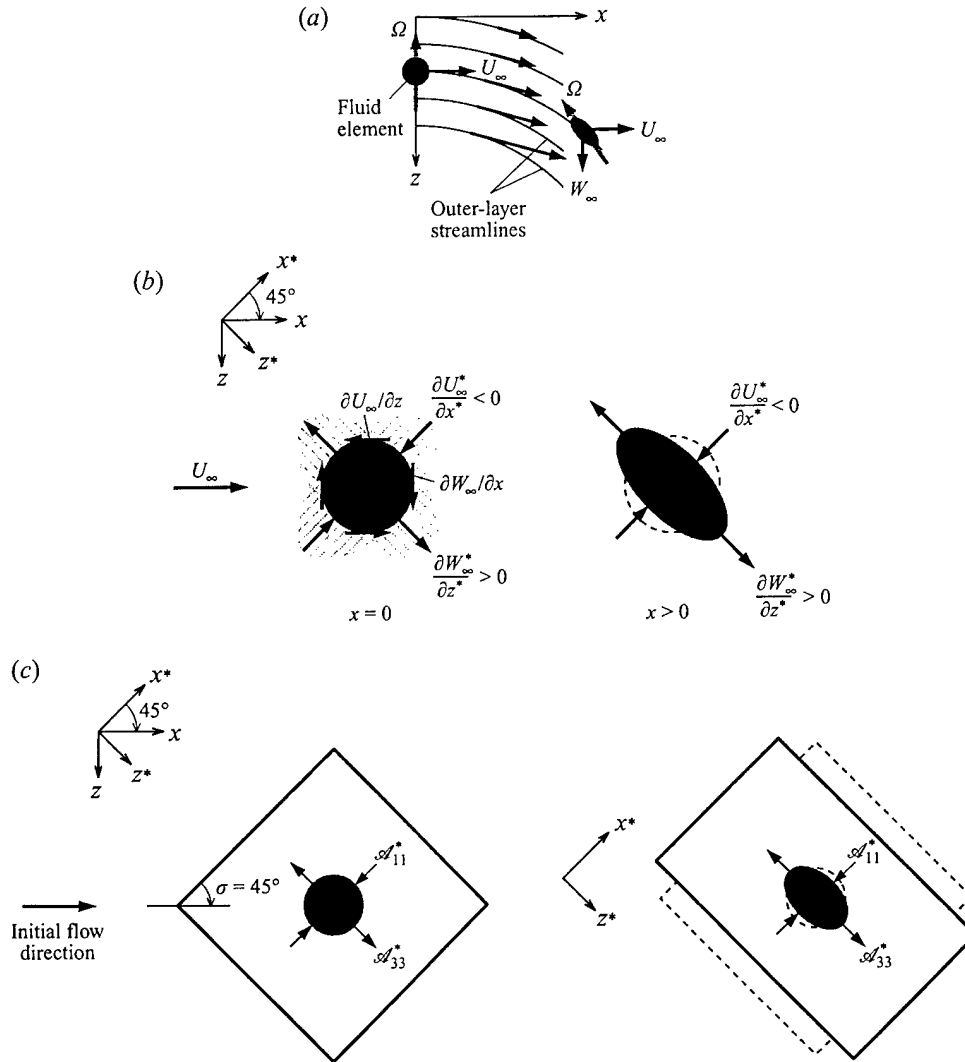 (a)
x
Ω
U∞
Fluid
element
Ω
U∞
z
W∞
Outer-layer
streamlines
(b)
x*
45°
x
z
z*
∂U∞/∂z
∂U*∞/∂x* < 0
U∞
∂W∞/∂x
∂W*∞/∂z* > 0
x = 0
∂U*∞/∂x* < 0
∂W*∞/∂z* > 0
x > 0
(c)
x*
45°
x
z
z*
σ = 45°
𝒜*11
𝒜*33
Initial flow
direction
x*
z*
𝒜*11
𝒜*33